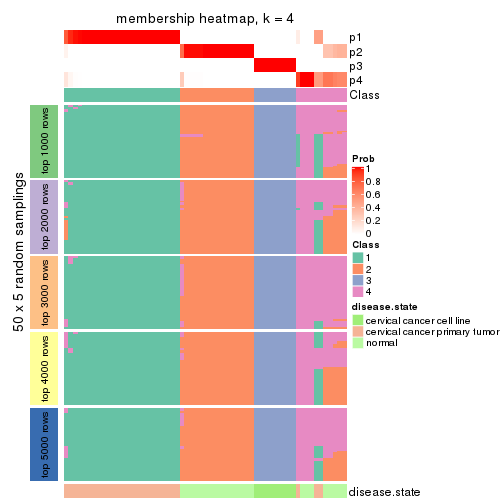 membership heatmap, k = 4
p1
p2
p3
p4
Class
50 x 5 random samplings
top 1000 rows
top 2000 rows
top 3000 rows
top 4000 rows
top 5000 rows
Prob
1
0.8
0.6
0.4
0.2
0
Class
1
2
3
4
disease.state
cervical cancer cell line
cervical cancer primary tumor
normal
disease.state